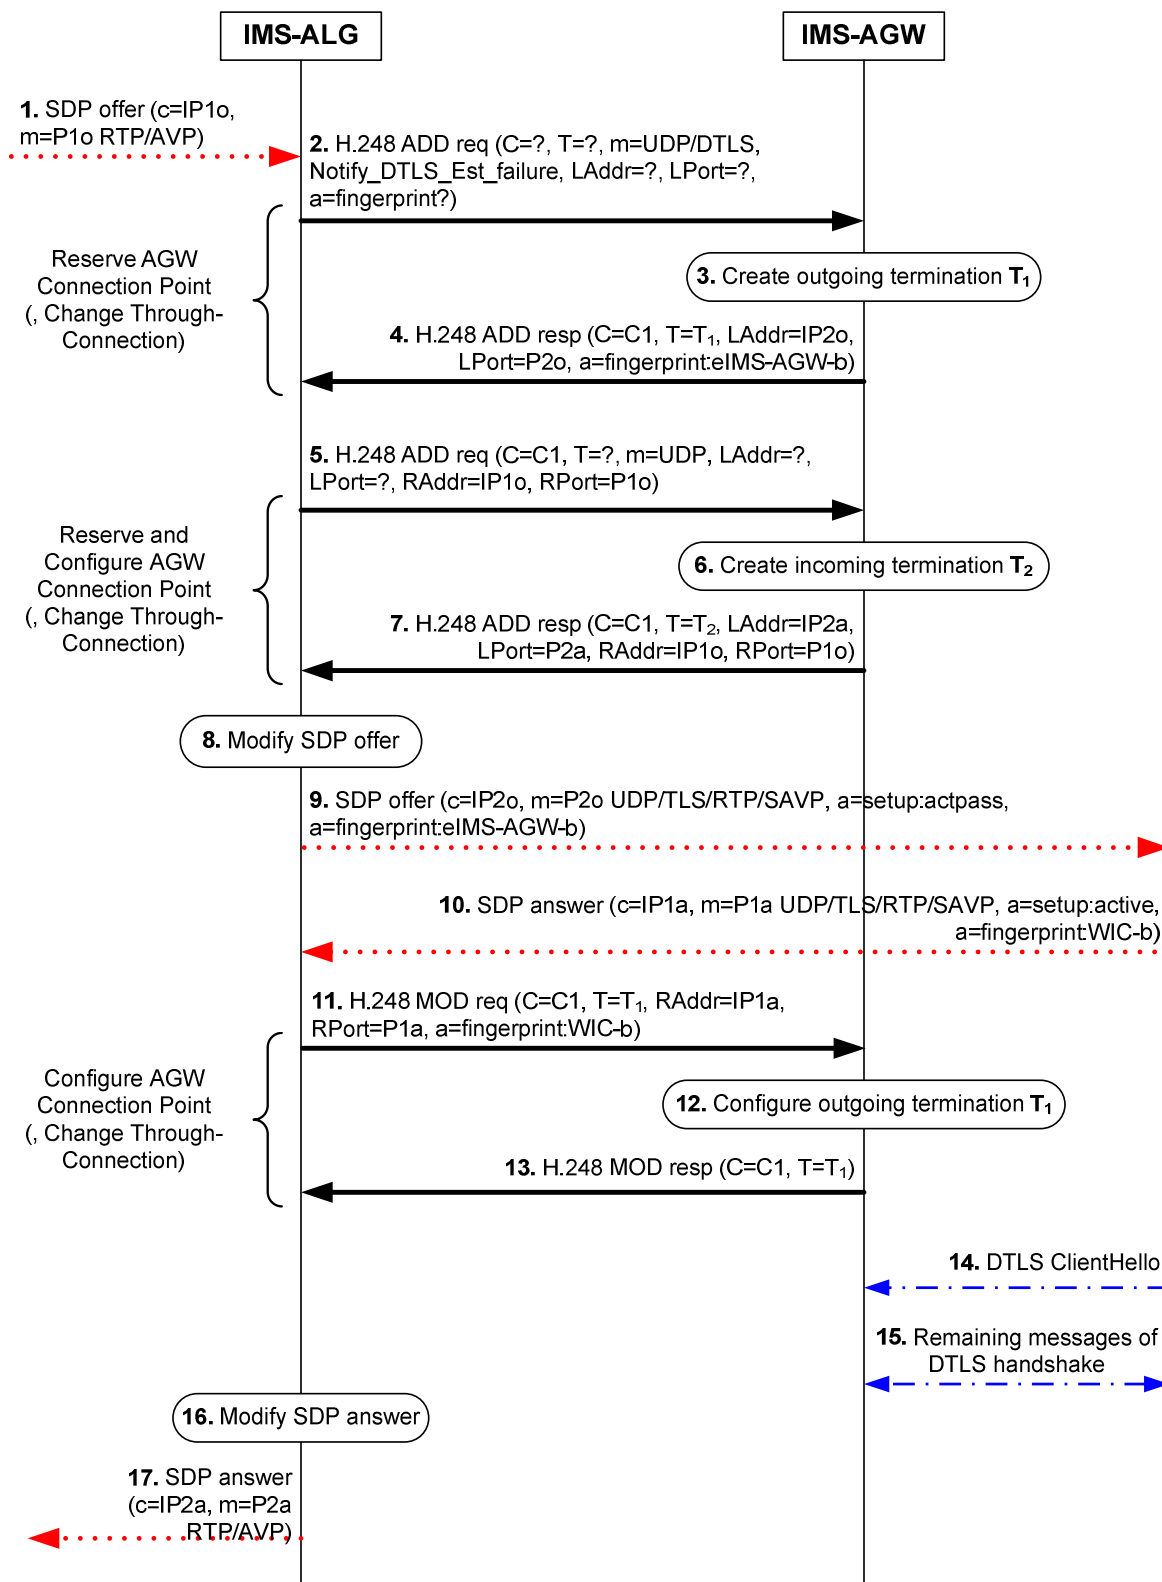 IMS-ALG
IMS-AGW
1. SDP offer (c=IP1o,
m=P1o RTP/AVP)
2. H.248 ADD req (C=?, T=?, m=UDP/DTLS,
Notify_DTLS_Est_failure, LAddr=?, LPort=?,
a=fingerprint?)
Reserve AGW
Connection Point
(, Change Through-
Connection)
3. Create outgoing termination T1
4. H.248 ADD resp (C=C1, T=T1, LAddr=IP2o,
LPort=P2o, a=fingerprint:eIMS-AGW-b)
5. H.248 ADD req (C=C1, T=?, m=UDP, LAddr=?,
LPort=?, RAddr=IP1o, RPort=P1o)
Reserve and
Configure AGW
Connection Point
(, Change Through-
Connection)
6. Create incoming termination T2
7. H.248 ADD resp (C=C1, T=T2, LAddr=IP2a,
LPort=P2a, RAddr=IP1o, RPort=P1o)
8. Modify SDP offer
9. SDP offer (c=IP2o, m=P2o UDP/TLS/RTP/SAVP, a=setup:actpass,
a=fingerprint:eIMS-AGW-b)
10. SDP answer (c=IP1a, m=P1a UDP/TLS/RTP/SAVP, a=setup:active,
a=fingerprint:WIC-b)
11. H.248 MOD req (C=C1, T=T1, RAddr=IP1a,
RPort=P1a, a=fingerprint:WIC-b)
Configure AGW
Connection Point
(, Change Through-
Connection)
12. Configure outgoing termination T1
13. H.248 MOD resp (C=C1, T=T1)
14. DTLS ClientHello
15. Remaining messages of
DTLS handshake
16. Modify SDP answer
17. SDP answer
(c=IP2a, m=P2a
RTP/AVP)